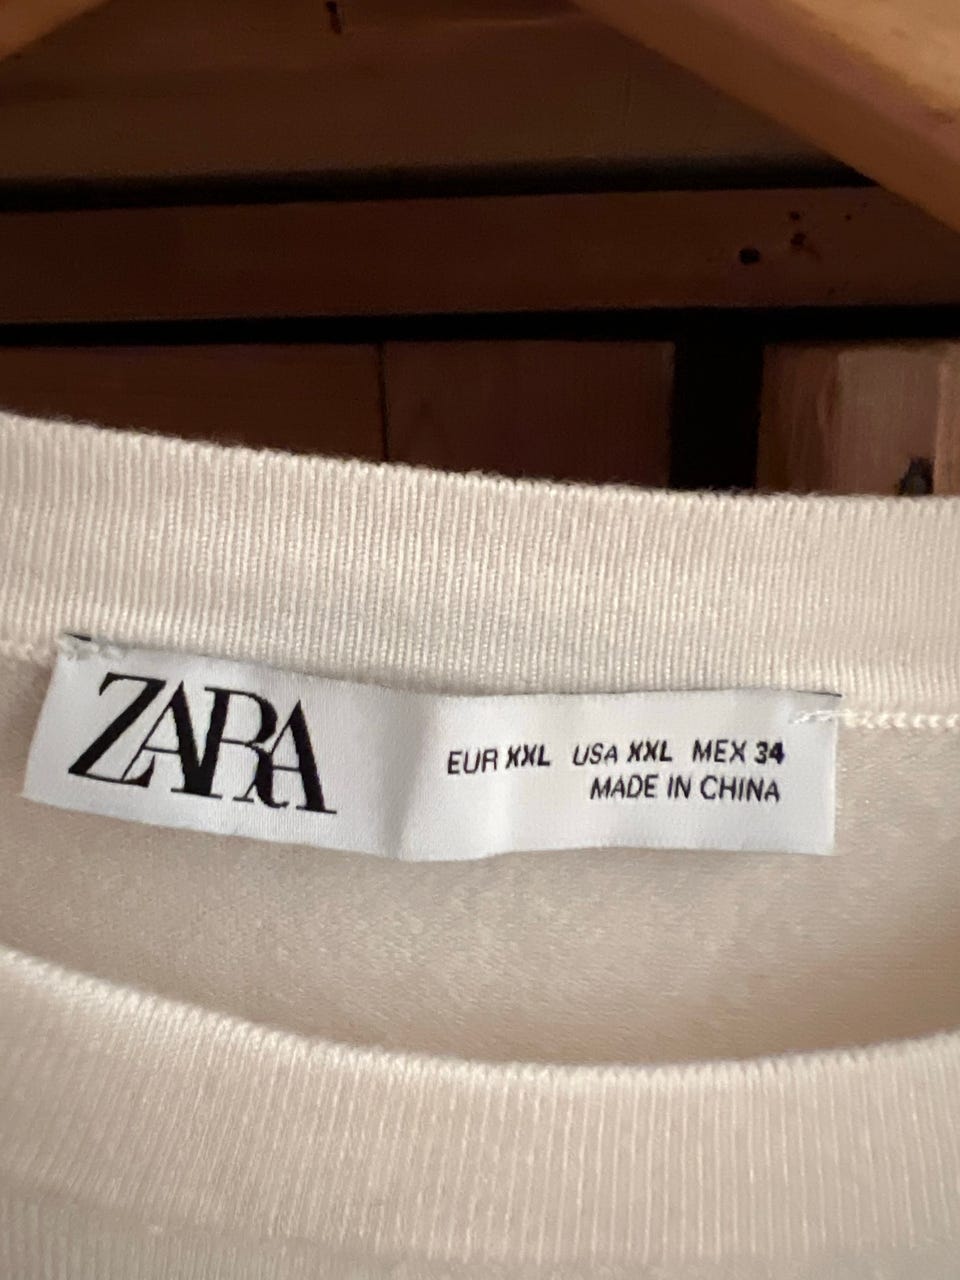 ZARA
EUR XXL USA XXL MEX 34
MADE IN CHINA